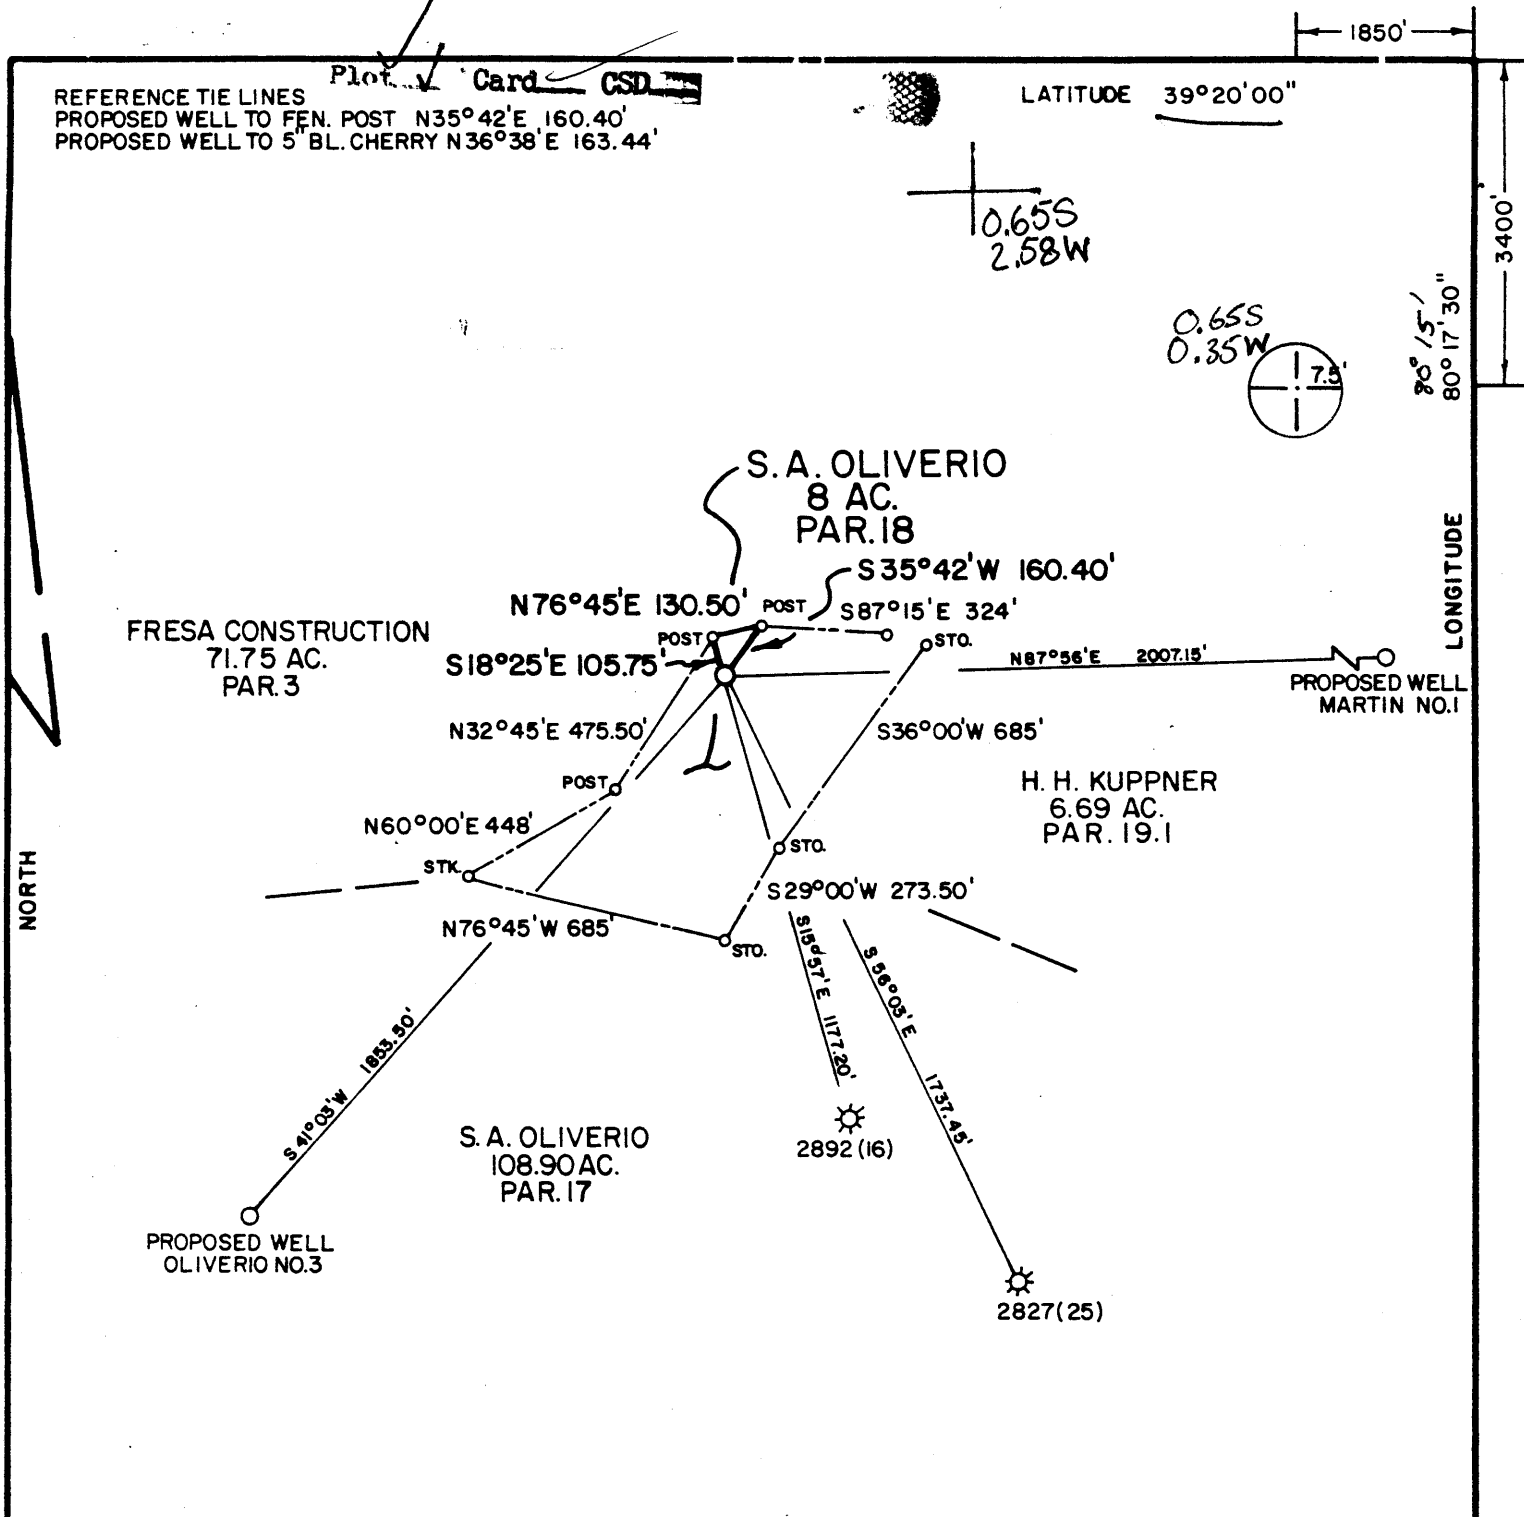 1850'
Plot Card CSD
REFERENCE TIE LINES
PROPOSED WELL TO FEN. POST N35°42'E 160.40'
PROPOSED WELL TO 5" BL. CHERRY N36°38'E 163.44'
LATITUDE 39°20'00"
3400'
0.65S
2.58W
0.65S
0.35W
7.5'
80° 15'
80° 17' 30"
LONGITUDE
S. A. OLIVERIO
8 AC.
PAR. 18
S35°42'W 160.40'
N76°45'E 130.50'
POST
S87°15'E 324'
POST
STO.
FRESA CONSTRUCTION
71.75 AC.
PAR. 3
S18°25'E 105.75'
N87°56'E 2007.15'
PROPOSED WELL
MARTIN NO.1
N32°45'E 475.50'
S36°00'W 685'
POST
H. H. KUPPNER
6.69 AC.
PAR. 19.1
N60°00'E 448'
STO.
STK.
NORTH
S29°00'W 273.50'
N76°45'W 685'
STO.
S15°57'E 1177.20'
S56°03'E 1737.45'
S41°03'W 1853.50'
2892 (16)
S. A. OLIVERIO
108.90 AC.
PAR. 17
PROPOSED WELL
OLIVERIO NO.3
2827 (25)